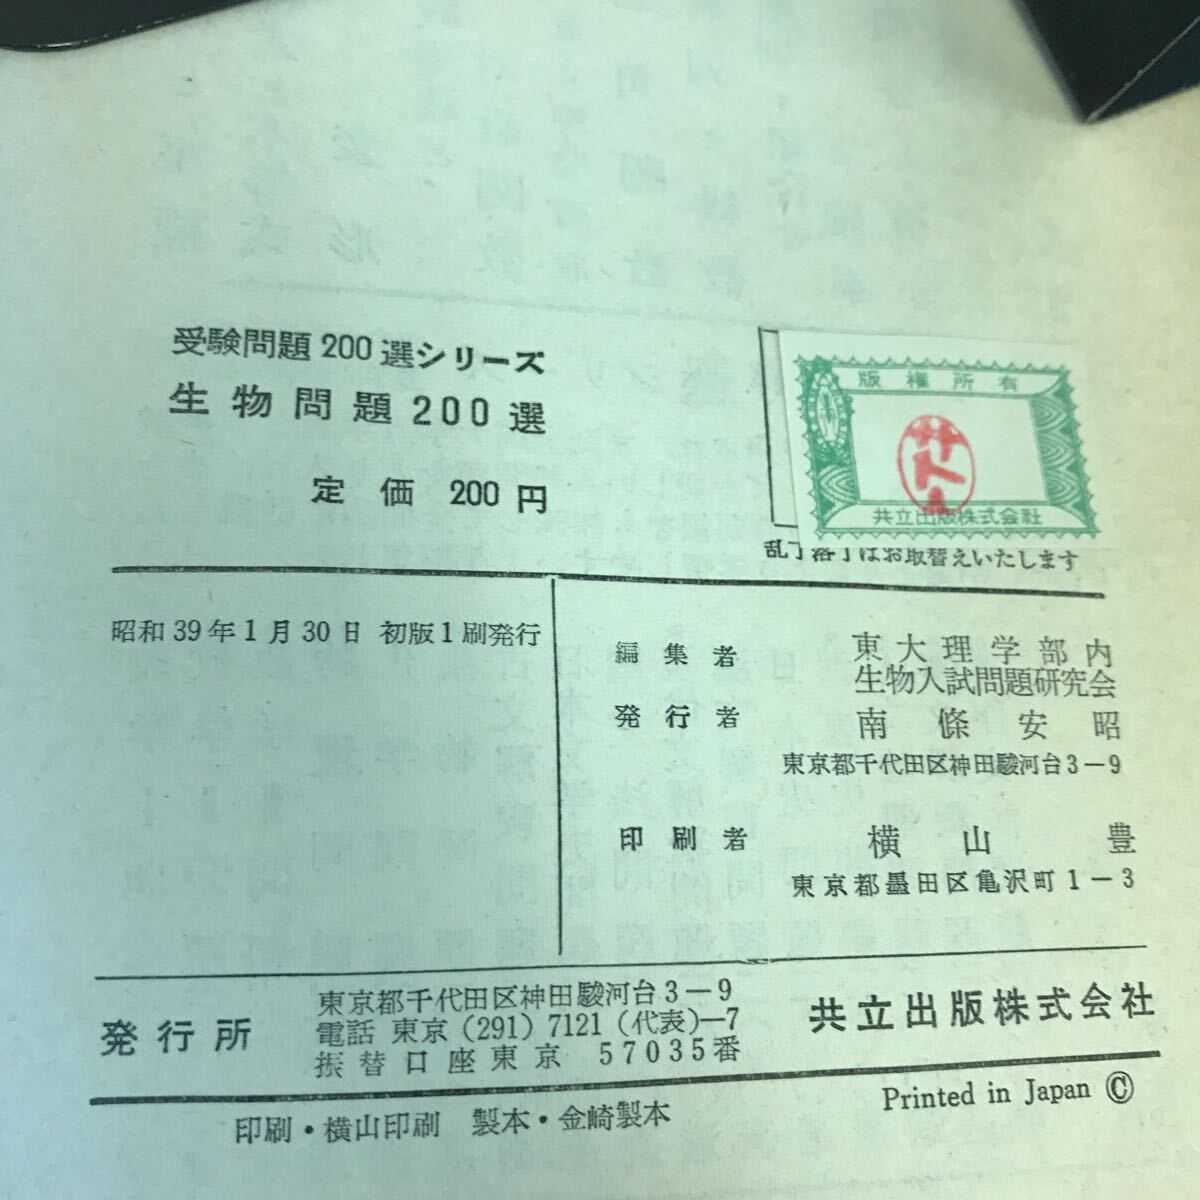 受験問題200選シリーズ
生物問題200選
定価 200円
版権所有
共立出版株式会社
乱丁落丁はお取替えいたします
昭和39年1月30日 初版1刷発行
編集者 東大理学部内
生物入試問題研究会
発行者 南條安昭
東京都千代田区神田駿河台3−9
印刷者 横山豊
東京都墨田区亀沢町1−3
発行所
東京都千代田区神田駿河台3−9
電話 東京(291)7121(代表)−7
振替口座東京 57035番
共立出版株式会社
印刷・横山印刷 製本・金崎製本
Printed in Japan ©